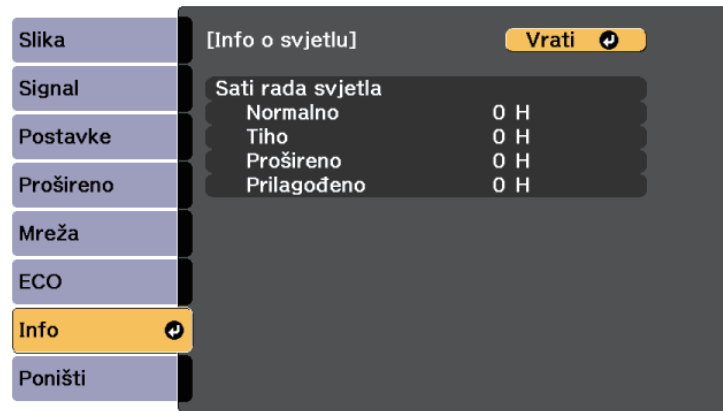 Slika
Signal
Postavke
Prošireno
Mreža
ECO
Info
Poništi
[Info o svjetlu] Vrati
Sati rada svjetla
Normalno 0 H
Tiho 0 H
Prošireno 0 H
Prilagođeno 0 H